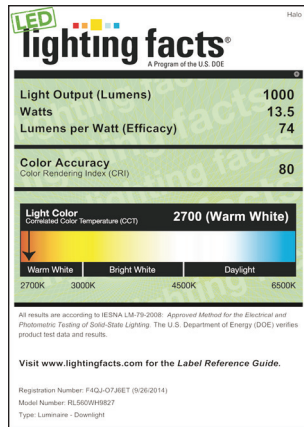 Halo
LED
lighting facts®
A Program of the U.S. DOE
Light Output (Lumens) 1000
Watts 13.5
Lumens per Watt (Efficacy) 74
Color Accuracy 80
Color Rendering Index (CRI)
Light Color 2700 (Warm White)
Correlated Color Temperature (CCT)
Warm White Bright White Daylight
2700K 3000K 4500K 6500K
All results are according to IESNA LM-79-2008: Approved Method for the Electrical and
Photometric Testing of Solid-State Lighting. The U.S. Department of Energy (DOE) verifies
product test data and results.
Visit www.lightingfacts.com for the Label Reference Guide.
Registration Number: F4QJ-O7J6ET (9/26/2014)
Model Number: RL560WH9827
Type: Luminaire - Downlight